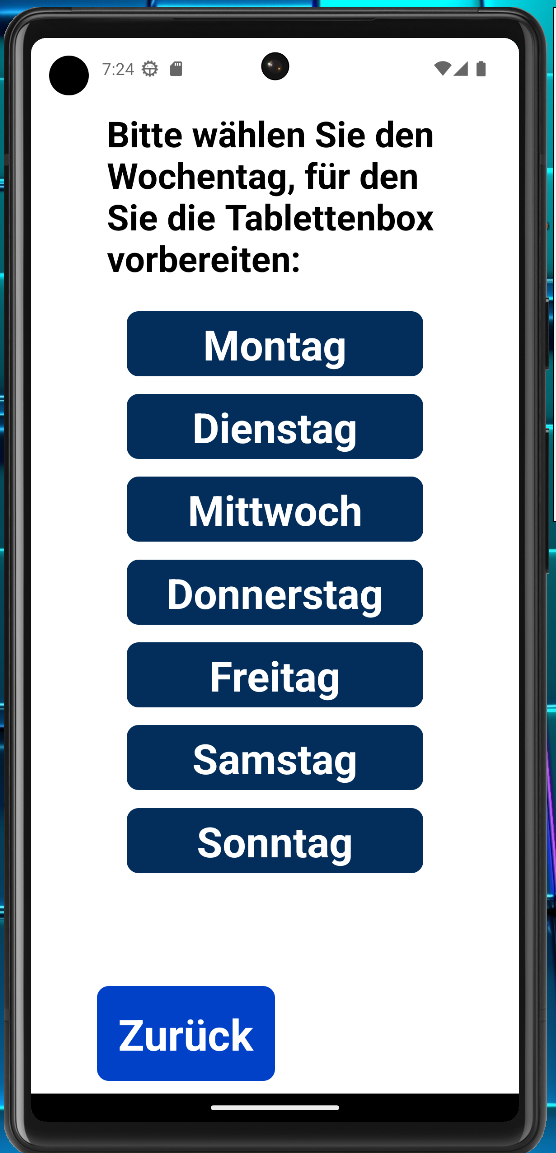 7:24
Bitte wählen Sie den
Wochentag, für den
Sie die Tablettenbox
vorbereiten:
Montag
Dienstag
Mittwoch
Donnerstag
Freitag
Samstag
Sonntag
Zurück